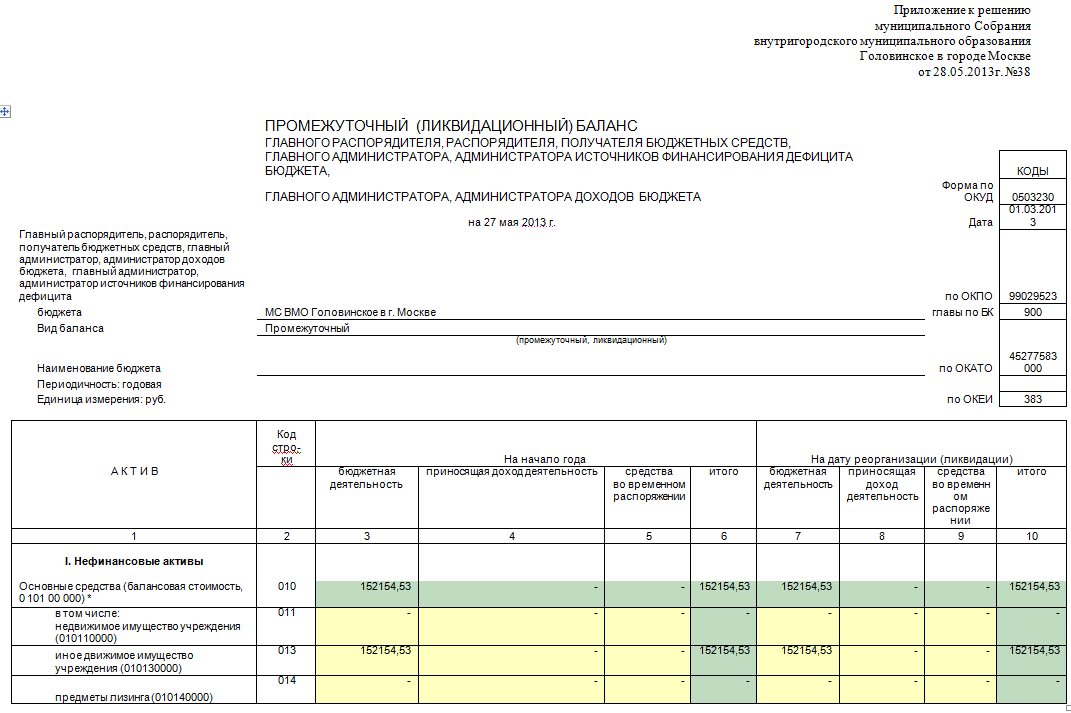 Приложение к решению
муниципального Собрания
внутригородского муниципального образования
Головинское в городе Москве
от 28.05.2013г. №38
ПРОМЕЖУТОЧНЫЙ (ЛИКВИДАЦИОННЫЙ) БАЛАНС
ГЛАВНОГО РАСПОРЯДИТЕЛЯ, РАСПОРЯДИТЕЛЯ, ПОЛУЧАТЕЛЯ БЮДЖЕТНЫХ СРЕДСТВ,
ГЛАВНОГО АДМИНИСТРАТОРА, АДМИНИСТРАТОРА ИСТОЧНИКОВ ФИНАНСИРОВАНИЯ ДЕФИЦИТА
БЮДЖЕТА,
КОДЫ
ГЛАВНОГО АДМИНИСТРАТОРА, АДМИНИСТРАТОРА ДОХОДОВ БЮДЖЕТА
Форма по
ОКУД
0503230
на 27 мая 2013 г.
Дата
01.03.201
3
Главный распорядитель, распорядитель,
получатель бюджетных средств, главный
администратор, администратор доходов
бюджета, главный администратор,
администратор источников финансирования
дефицита
по ОКПО
99029523
бюджета
МС ВМО Головинское в г. Москве
главы по БК
900
Вид баланса
Промежуточный
(промежуточный, ликвидационный)
Наименование бюджета
по ОКАТО
45277583
000
Периодичность: годовая
Единица измерения: руб.
по ОКЕИ
383
А К Т И В
Код
стро-
ки
На начало года
На дату реорганизации (ликвидации)
бюджетная
деятельность
приносящая доход деятельность
средства
во временном
распоряжении
итого
бюджетная
деятельность
приносящая
доход
деятельность
средства
во временн
ом
распоряже
нии
итого
1 2 3 4 5 6 7 8 9 10
I. Нефинансовые активы
Основные средства (балансовая стоимость,
0 101 00 000) *
010 152154,53 - - 152154,53 152154,53 - - 152154,53
в том числе:
недвижимое имущество учреждения
(010110000)
011 - - - - - - - -
иное движимое имущество
учреждения (010130000)
013 152154,53 - - 152154,53 152154,53 - - 152154,53
предметы лизинга (010140000)
014 - - - - - - - -